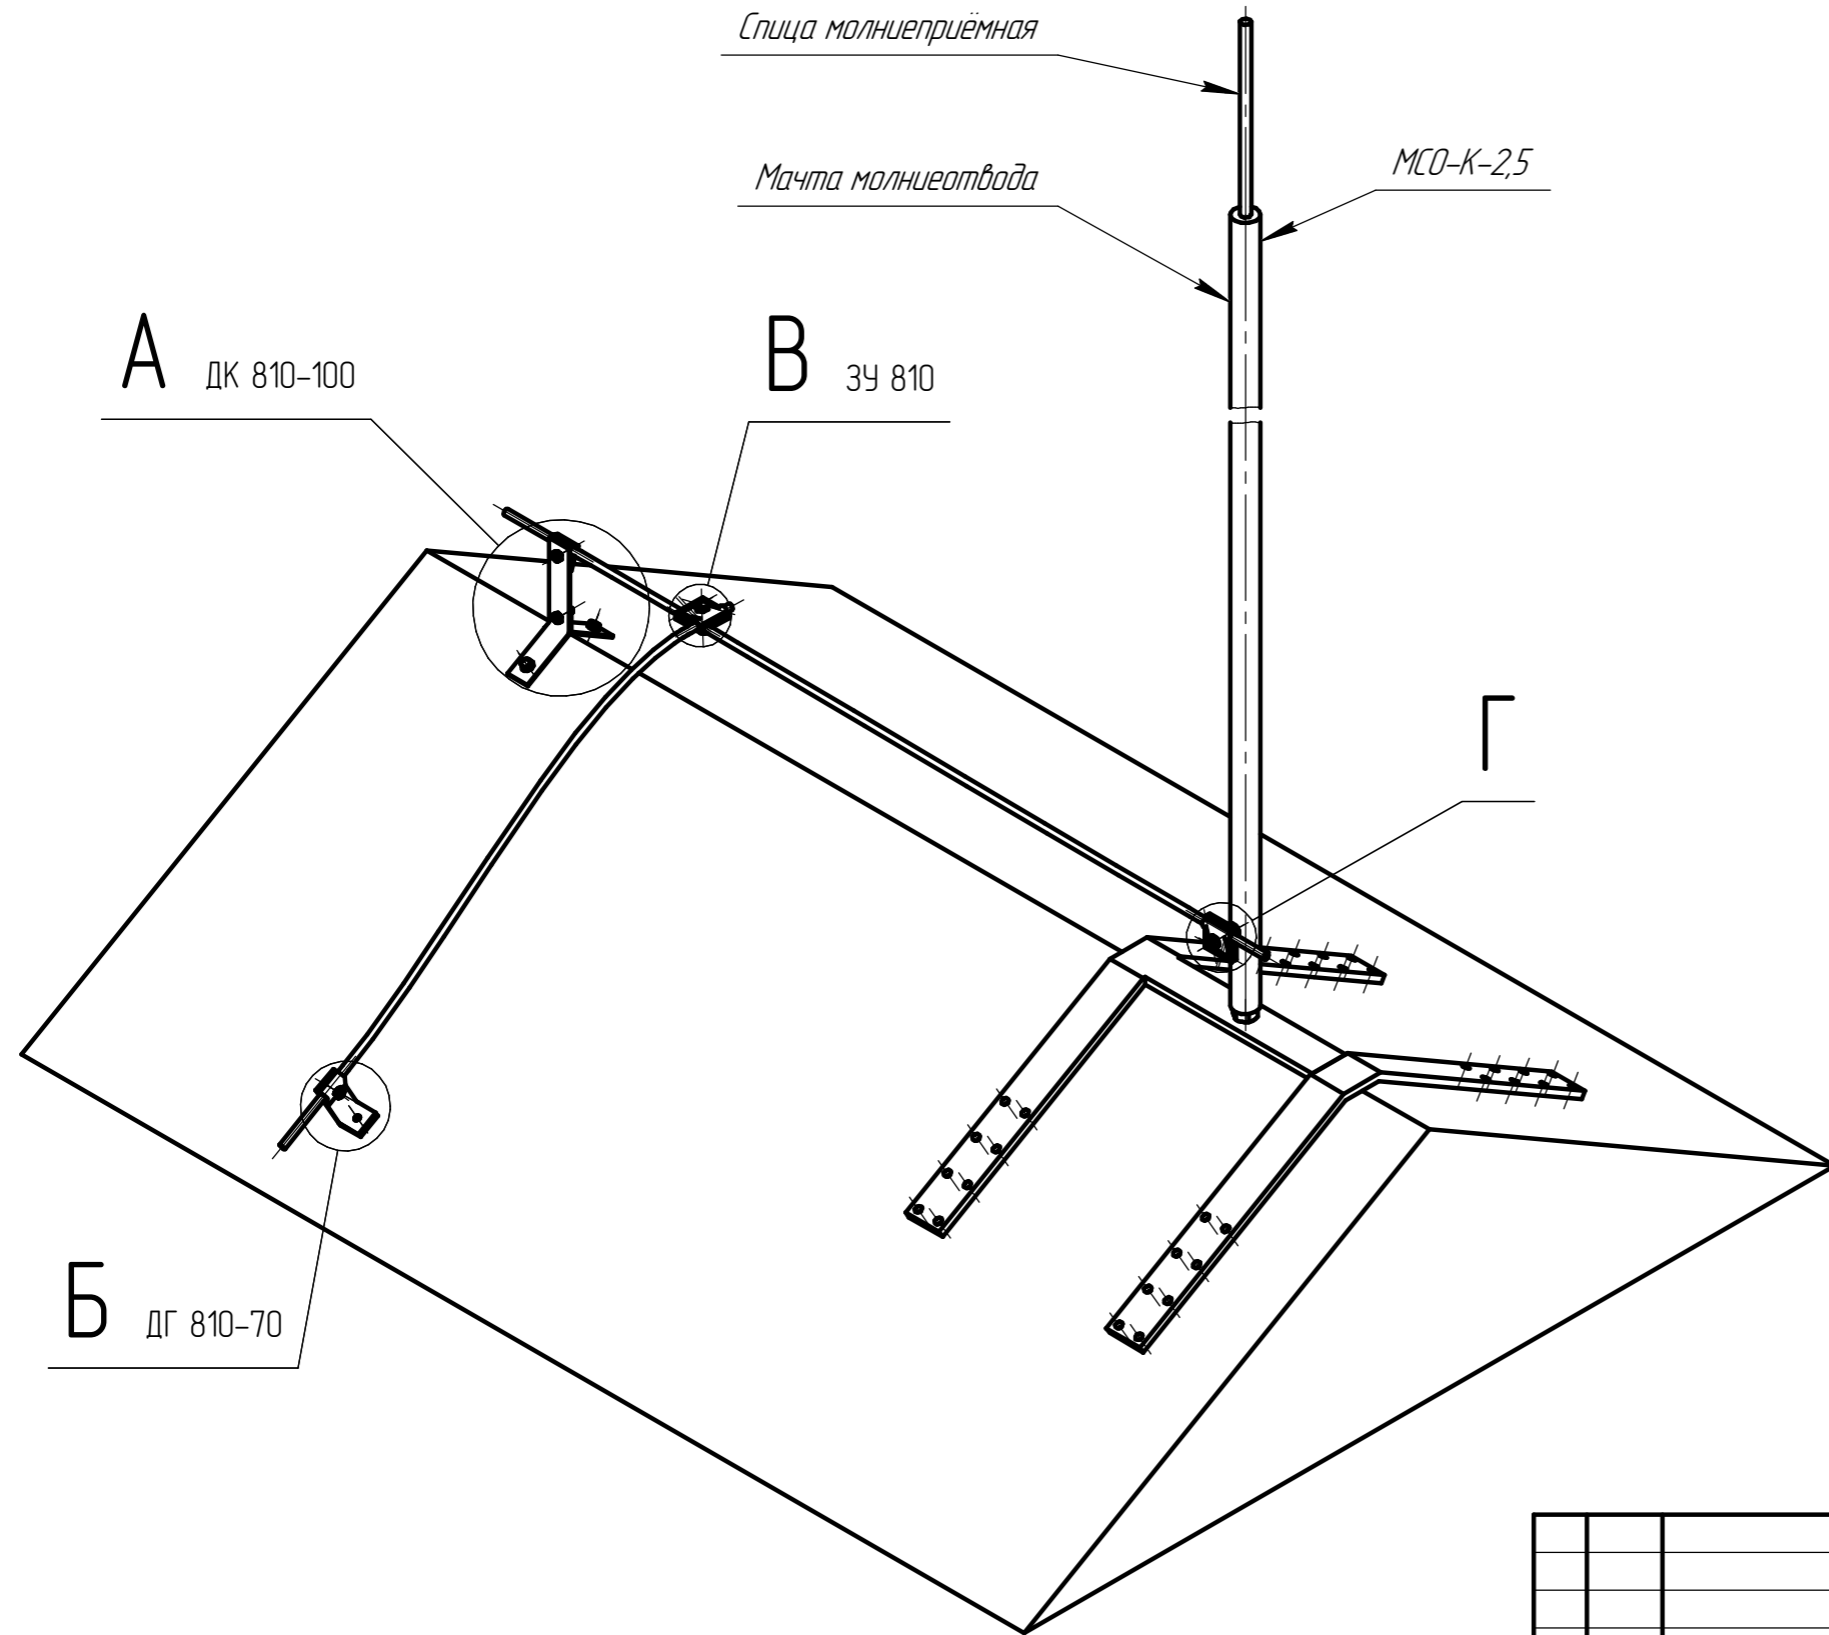 Спица молниеприёмная
Мачта молниеотвода
МСО-К-2,5
А ДК 810-100
В ЗУ 810
Г
Б ДГ 810-70